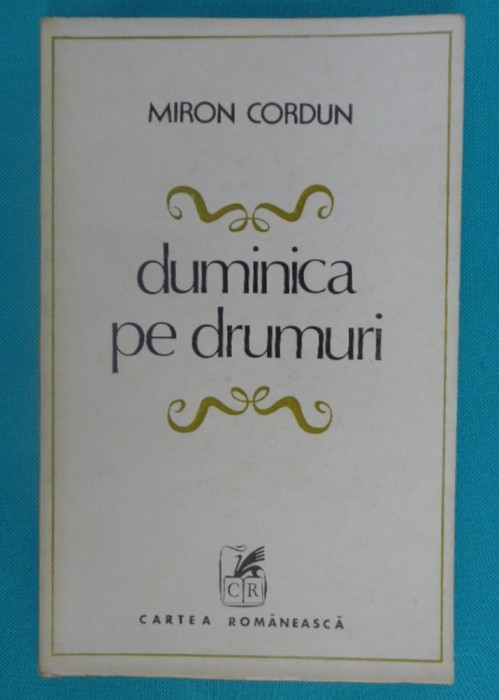 MIRON CORDUN
duminica
pe drumuri
CR
CARTEA ROMÂNEASCĂ